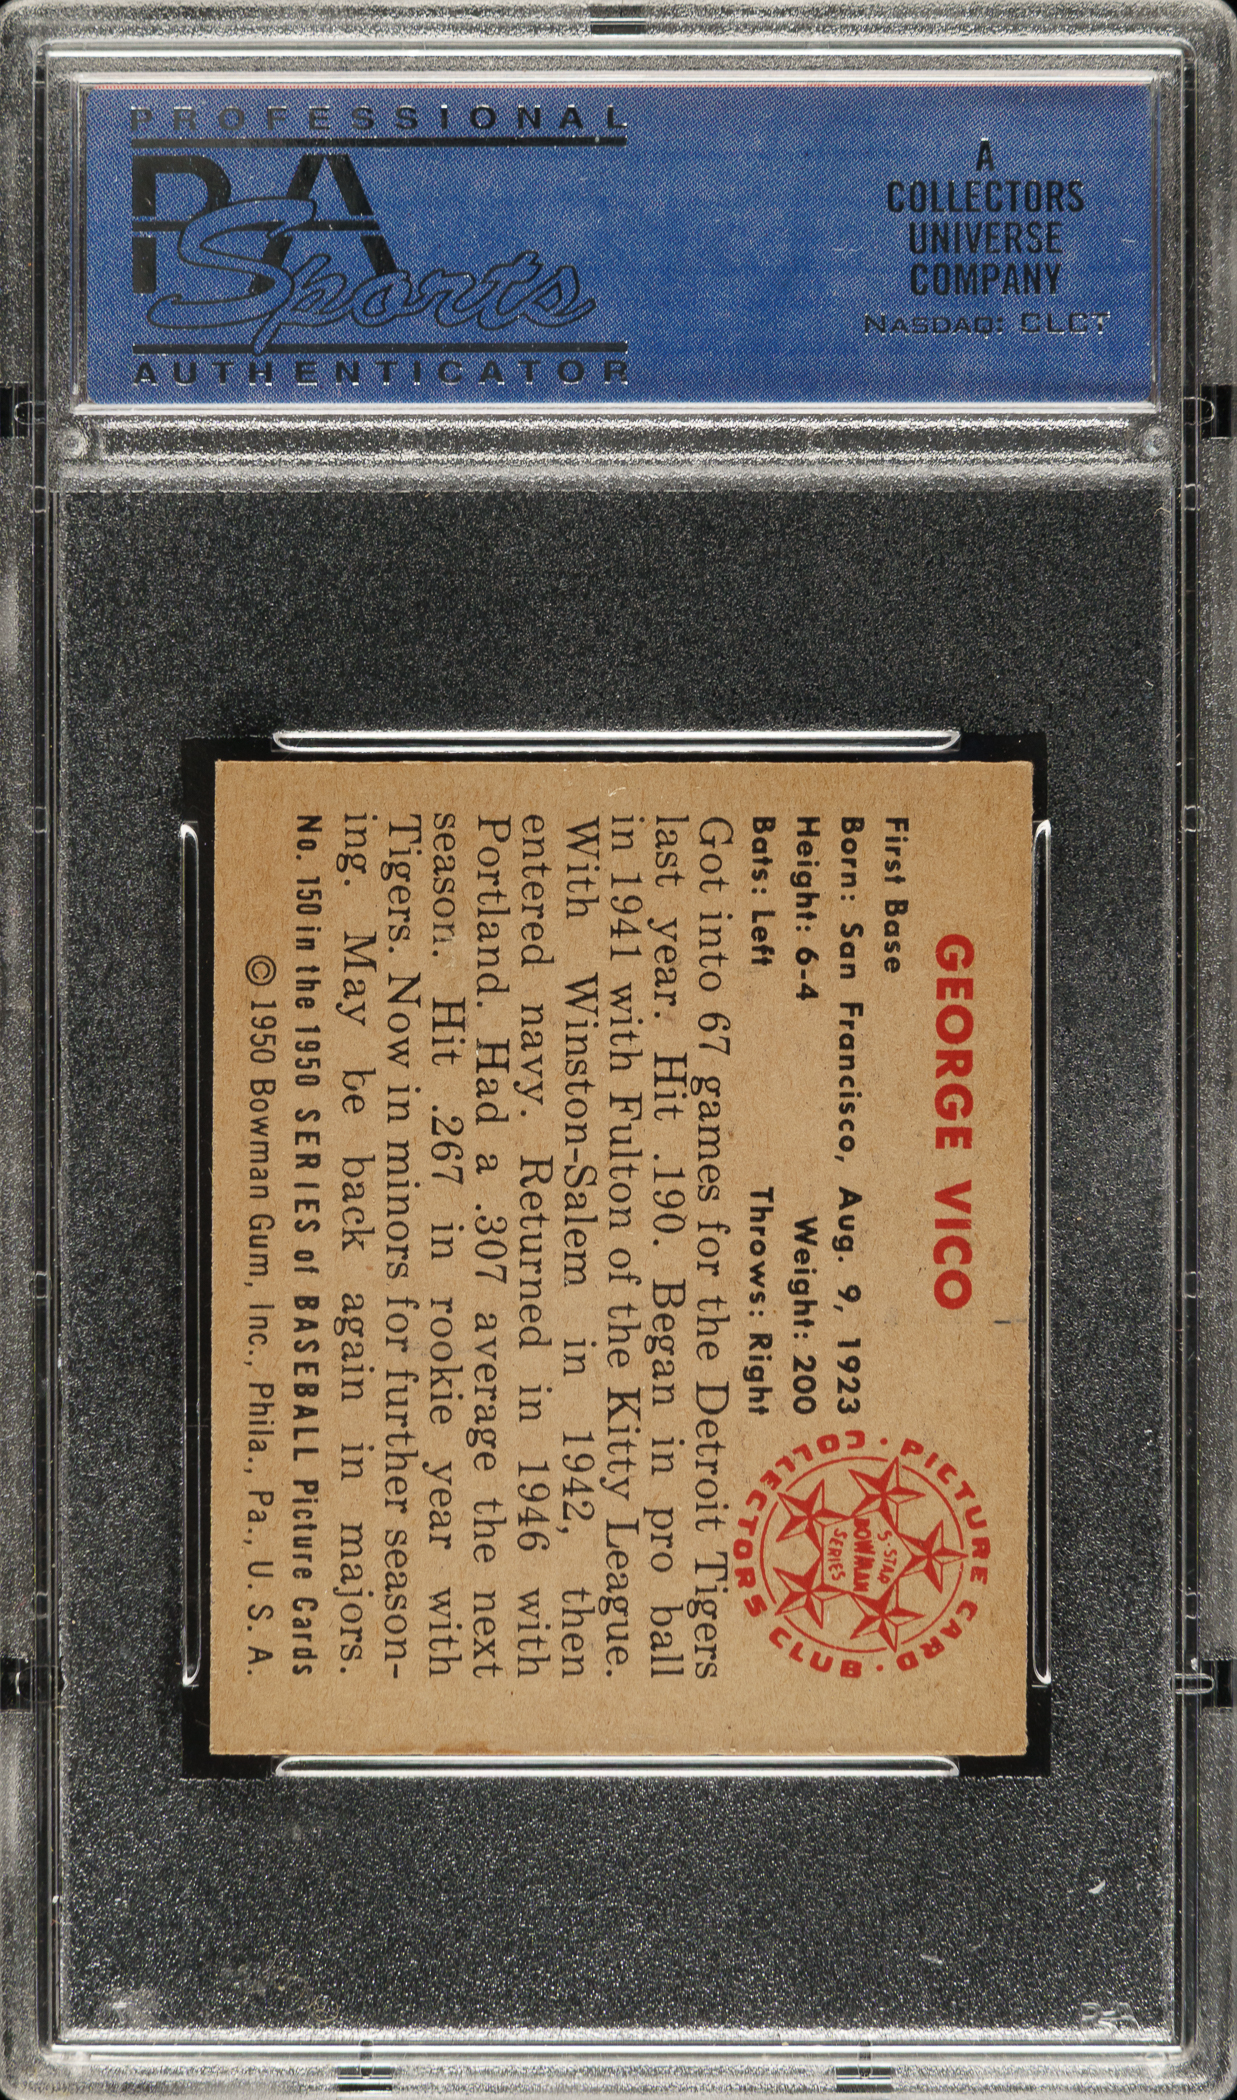 PROFESSIONAL
PSA
Sports
AUTHENTICATOR
A
COLLECTORS
UNIVERSE
COMPANY
NASDAQ: CLCT
GEORGE VICO
First Base
Born: San Francisco, Aug. 9, 1923
Height: 6-4 Weight: 200
Bats: Left Throws: Right
PICTURE CARD · COLLECTORS CLUB ·
5-STAR
BOWMAN
SERIES
Got into 67 games for the Detroit Tigers
last year. Hit .190. Began in pro ball
in 1941 with Fulton of the Kitty League.
With Winston-Salem in 1942, then
entered navy. Returned in 1946 with
Portland. Had a .307 average the next
season. Hit .267 in rookie year with
Tigers. Now in minors for further season-
ing. May be back again in majors.
No. 150 in the 1950 SERIES of BASEBALL Picture Cards
© 1950 Bowman Gum, Inc., Phila., Pa., U. S. A.
PSA